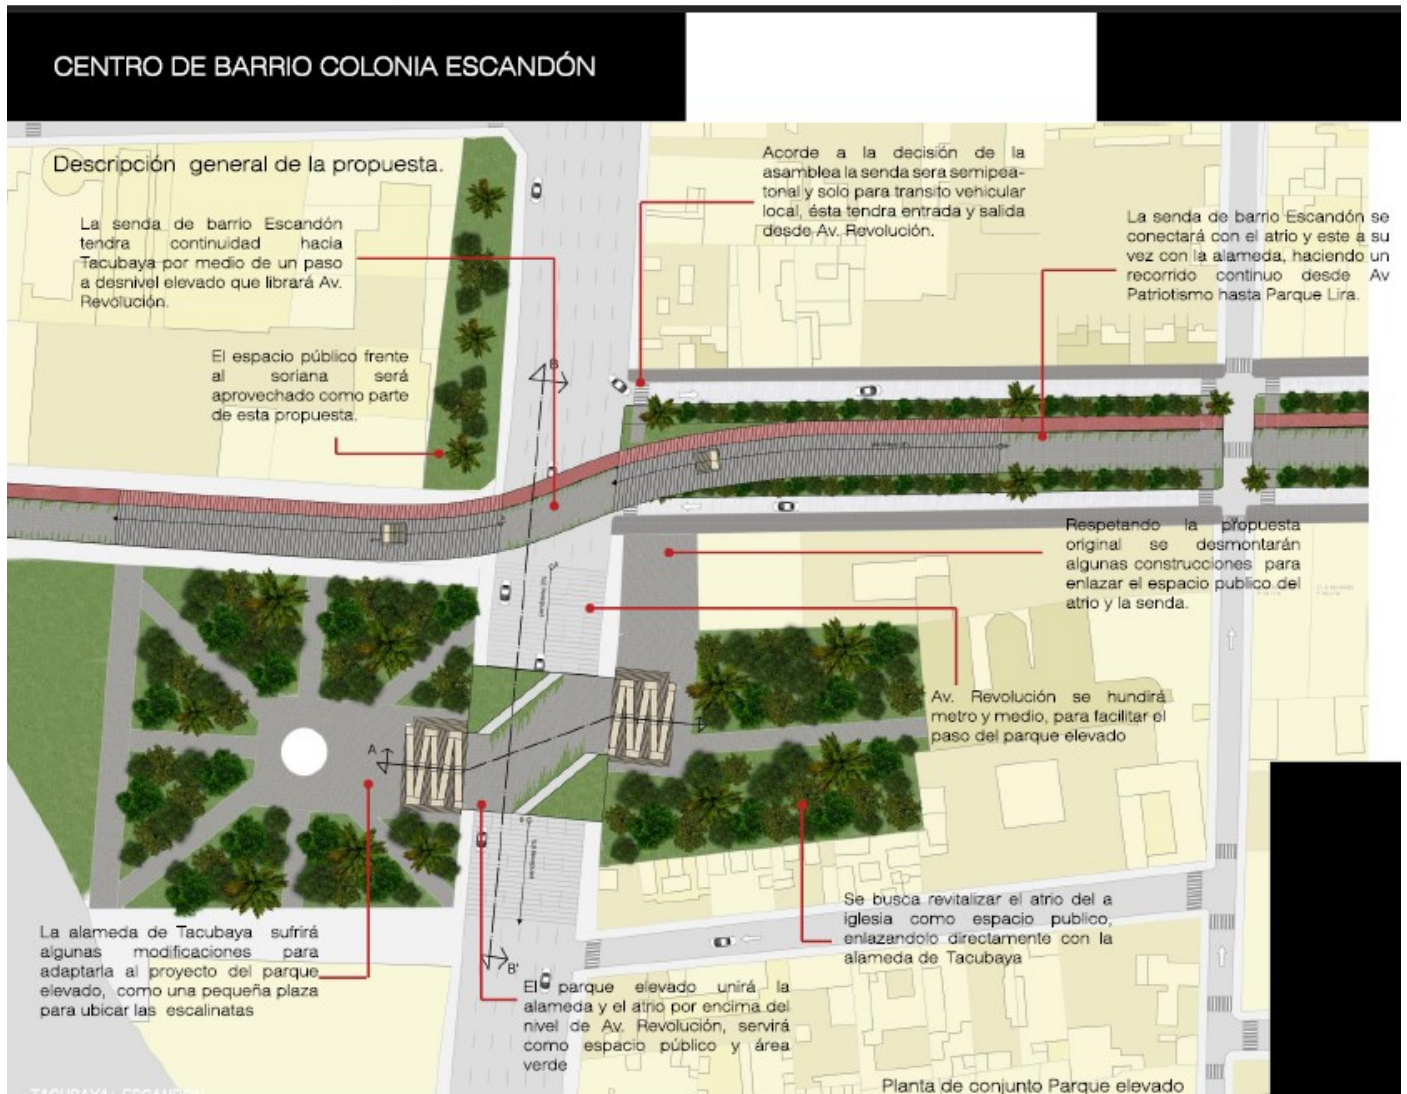 CENTRO DE BARRIO COLONIA ESCANDÓN
Descripción general de la propuesta.
La senda de barrio Escandón
tendra continuidad hacia
Tacubaya por medio de un paso
a desnivel elevado que librará Av.
Revolución.
El espacio público frente
al soriana será
aprovechado como parte
de esta propuesta.
Acorde a la decisión de la
asamblea la senda sera semipea-
tonal y solo para transito vehicular
local, ésta tendra entrada y salida
desde Av. Revolución.
La senda de barrio Escandón se
conectará con el atrio y este a su
vez con la alameda, haciendo un
recorrido continuo desde Av
Patriotismo hasta Parque Lira.
B
Respetando la propuesta
original se desmontarán
algunas construcciones para
enlazar el espacio publico del
atrio y la senda.
Av. Revolución se hundirá
metro y medio, para facilitar el
paso del parque elevado
A
Se busca revitalizar el atrio del a
iglesia como espacio publico,
enlazandolo directamente con la
alameda de Tacubaya
La alameda de Tacubaya sufrirá
algunas modificaciones para
adaptarla al proyecto del parque
elevado, como una pequeña plaza
para ubicar las escalinatas
B'
El parque elevado unirá la
alameda y el atrio por encima del
nivel de Av. Revolución, servirá
como espacio público y área
verde
Planta de conjunto Parque elevado
TACUBAYA- ESCANDÓN